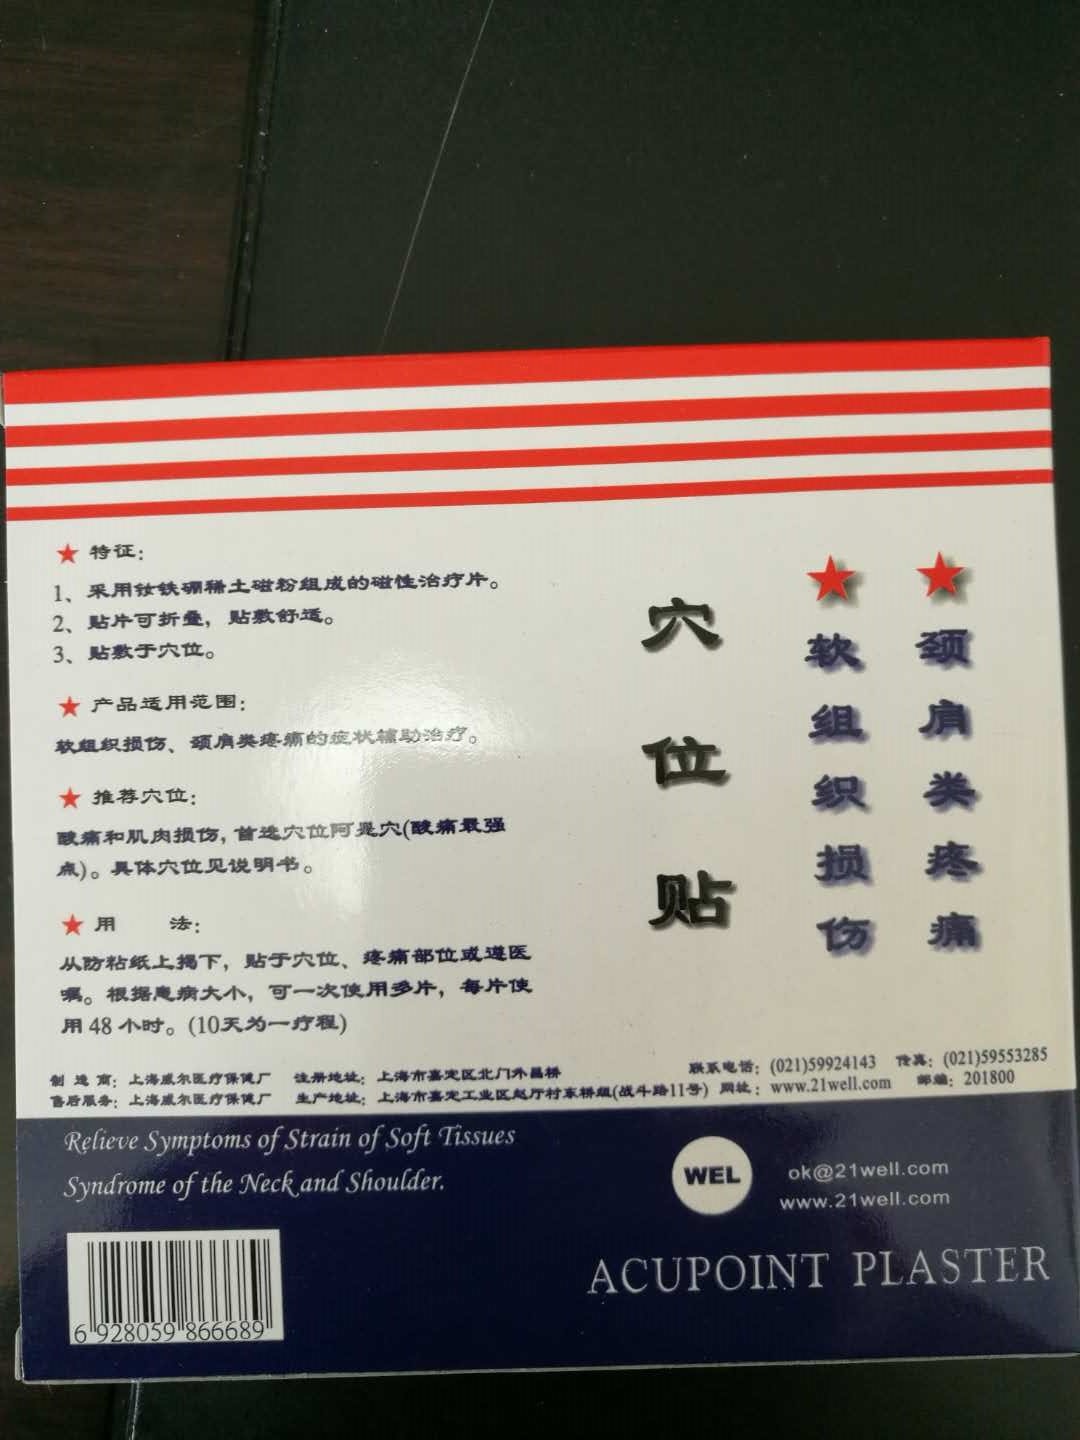 ★ 特征：
1、采用钕铁硼稀土磁粉组成的磁性治疗片。
2、贴片可折叠，贴敷舒适。
3、贴敷于穴位。
★ 产品适用范围：
软组织损伤、颈肩类疼痛的症状辅助治疗。
★ 推荐穴位：
酸痛和肌肉损伤，首选穴位阿是穴(酸痛最强
点)。具体穴位见说明书。
★ 用 法：
从防粘纸上揭下，贴于穴位、疼痛部位或遵医
嘱。根据患病大小，可一次使用多片，每片使
用48小时。(10天为一疗程)
穴位贴
★软组织损伤
★颈肩类疼痛
制 造 商：上海威尔医疗保健厂 注册地址：上海市嘉定区北门外昌桥 联系电话：(021)59924143 传真：(021)59553285
售后服务：上海威尔医疗保健厂 生产地址：上海市嘉定工业区赵厅村东桥组(战斗路11号) 网址：www.21well.com 邮编：201800
Relieve Symptoms of Strain of Soft Tissues
Syndrome of the Neck and Shoulder.
WEL
ok@21well.com
www.21well.com
ACUPOINT PLASTER
6 928059 866689